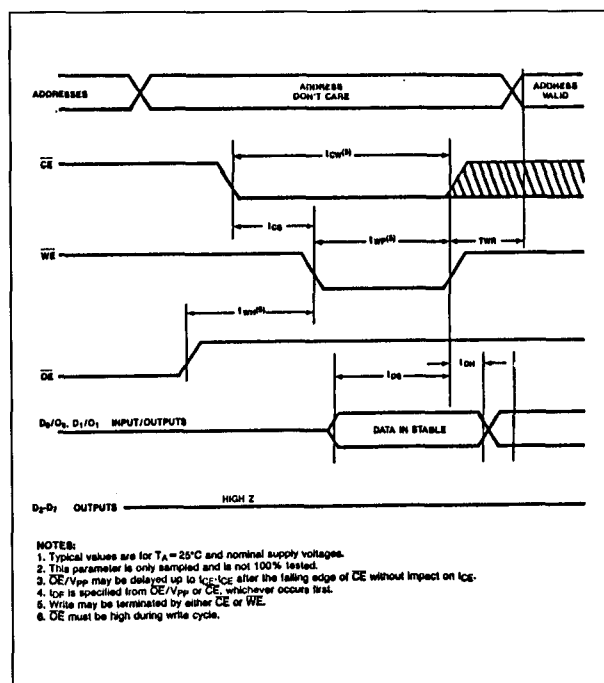 ADDRESSES
ADDRESS
DON'T CARE
ADDRESS
VALID
CE
tCW(5)
tCS
tWP(5)
TWR
WE
tWH(6)
OE
tDS
tDH
D0/O0, D1/O1 INPUT/OUTPUTS
DATA IN STABLE
D2-D7 OUTPUTS
HIGH Z
NOTES:
1. Typical values are for TA = 25°C and nominal supply voltages.
2. This parameter is only sampled and is not 100% tested.
3. OE/VPP may be delayed up to tCE-tCE after the falling edge of CE without impact on tCE.
4. tDF is specified from OE/VPP or CE, whichever occurs first.
5. Write may be terminated by either CE or WE.
6. OE must be high during write cycle.